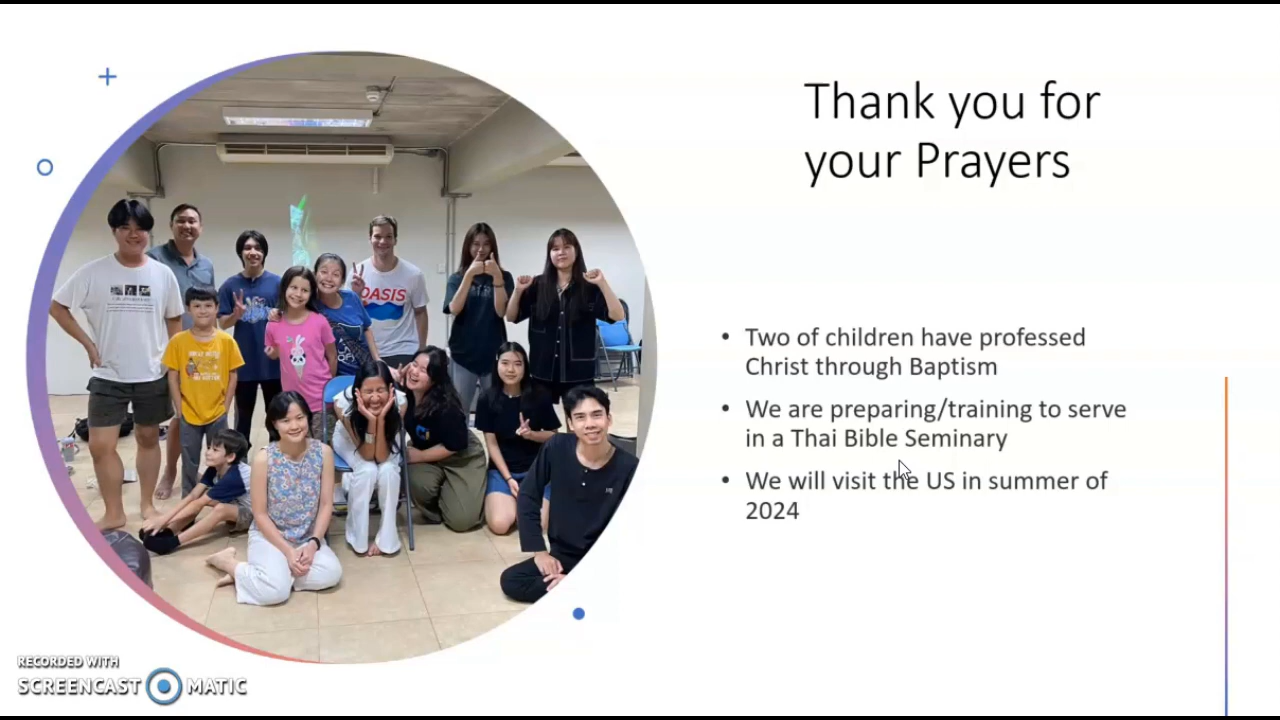 Thank you for
your Prayers
OASIS
• Two of children have professed
Christ through Baptism
• We are preparing/training to serve
in a Thai Bible Seminary
• We will visit the US in summer of
2024
RECORDED WITH
SCREENCAST MATIC